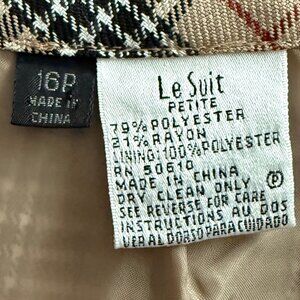 16P
MADE IN
CHINA
Le Suit
PETITE
79% POLYESTER
21% RAYON
LINING: 100% POLYESTER
RN 50610
MADE IN CHINA
DRY CLEAN ONLY
SEE REVERSE FOR CARE
INSTRUCTIONS AU DOS
VER AL DORSO PARA CUIDADO